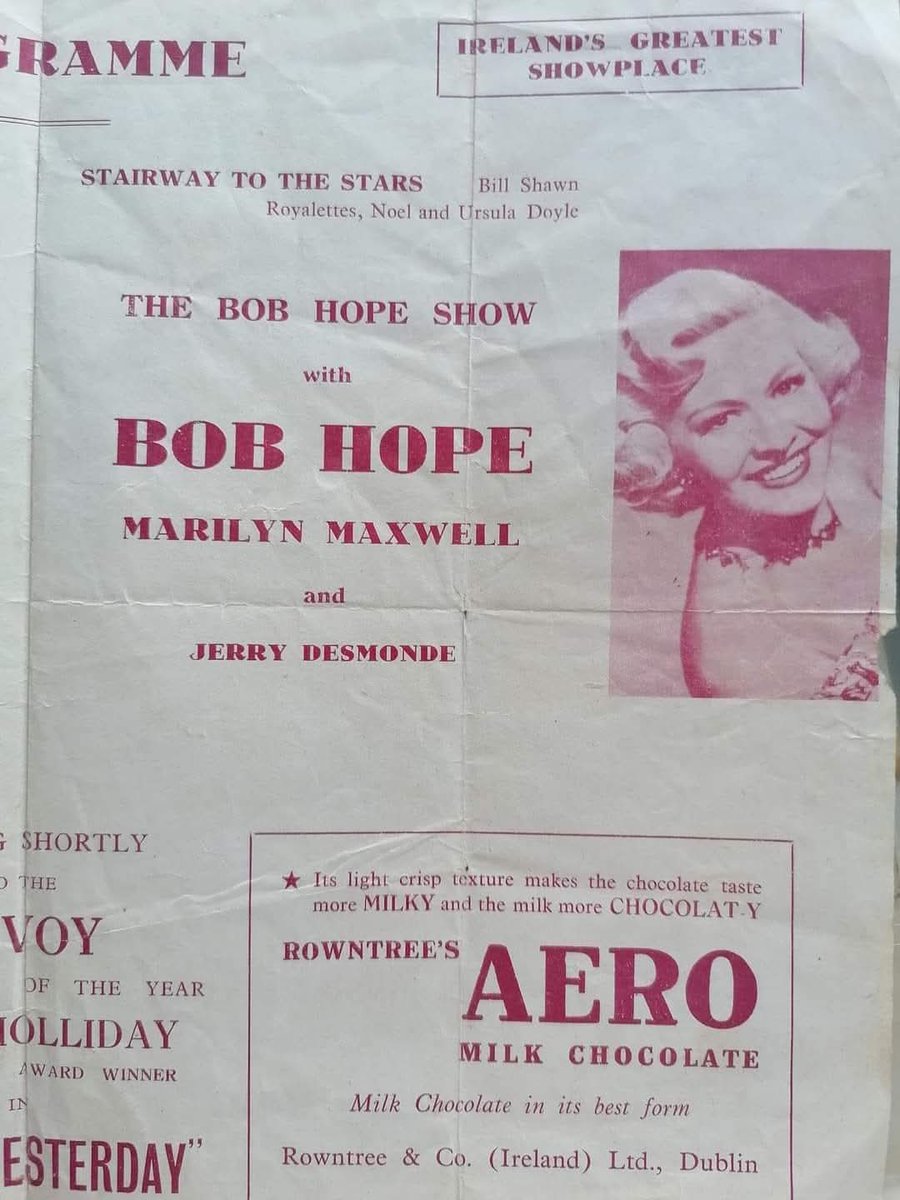 GRAMME
IRELAND'S GREATEST
SHOWPLACE
STAIRWAY TO THE STARS Bill Shawn
Royalettes, Noel and Ursula Doyle
THE BOB HOPE SHOW
with
BOB HOPE
MARILYN MAXWELL
and
JERRY DESMONDE
G SHORTLY
O THE
VOY
OF THE YEAR
HOLLIDAY
AWARD WINNER
IN
ESTERDAY"
★ Its light crisp texture makes the chocolate taste
more MILKY and the milk more CHOCOLAT-Y
ROWNTREE'S AERO
MILK CHOCOLATE
Milk Chocolate in its best form
Rowntree & Co. (Ireland) Ltd., Dublin